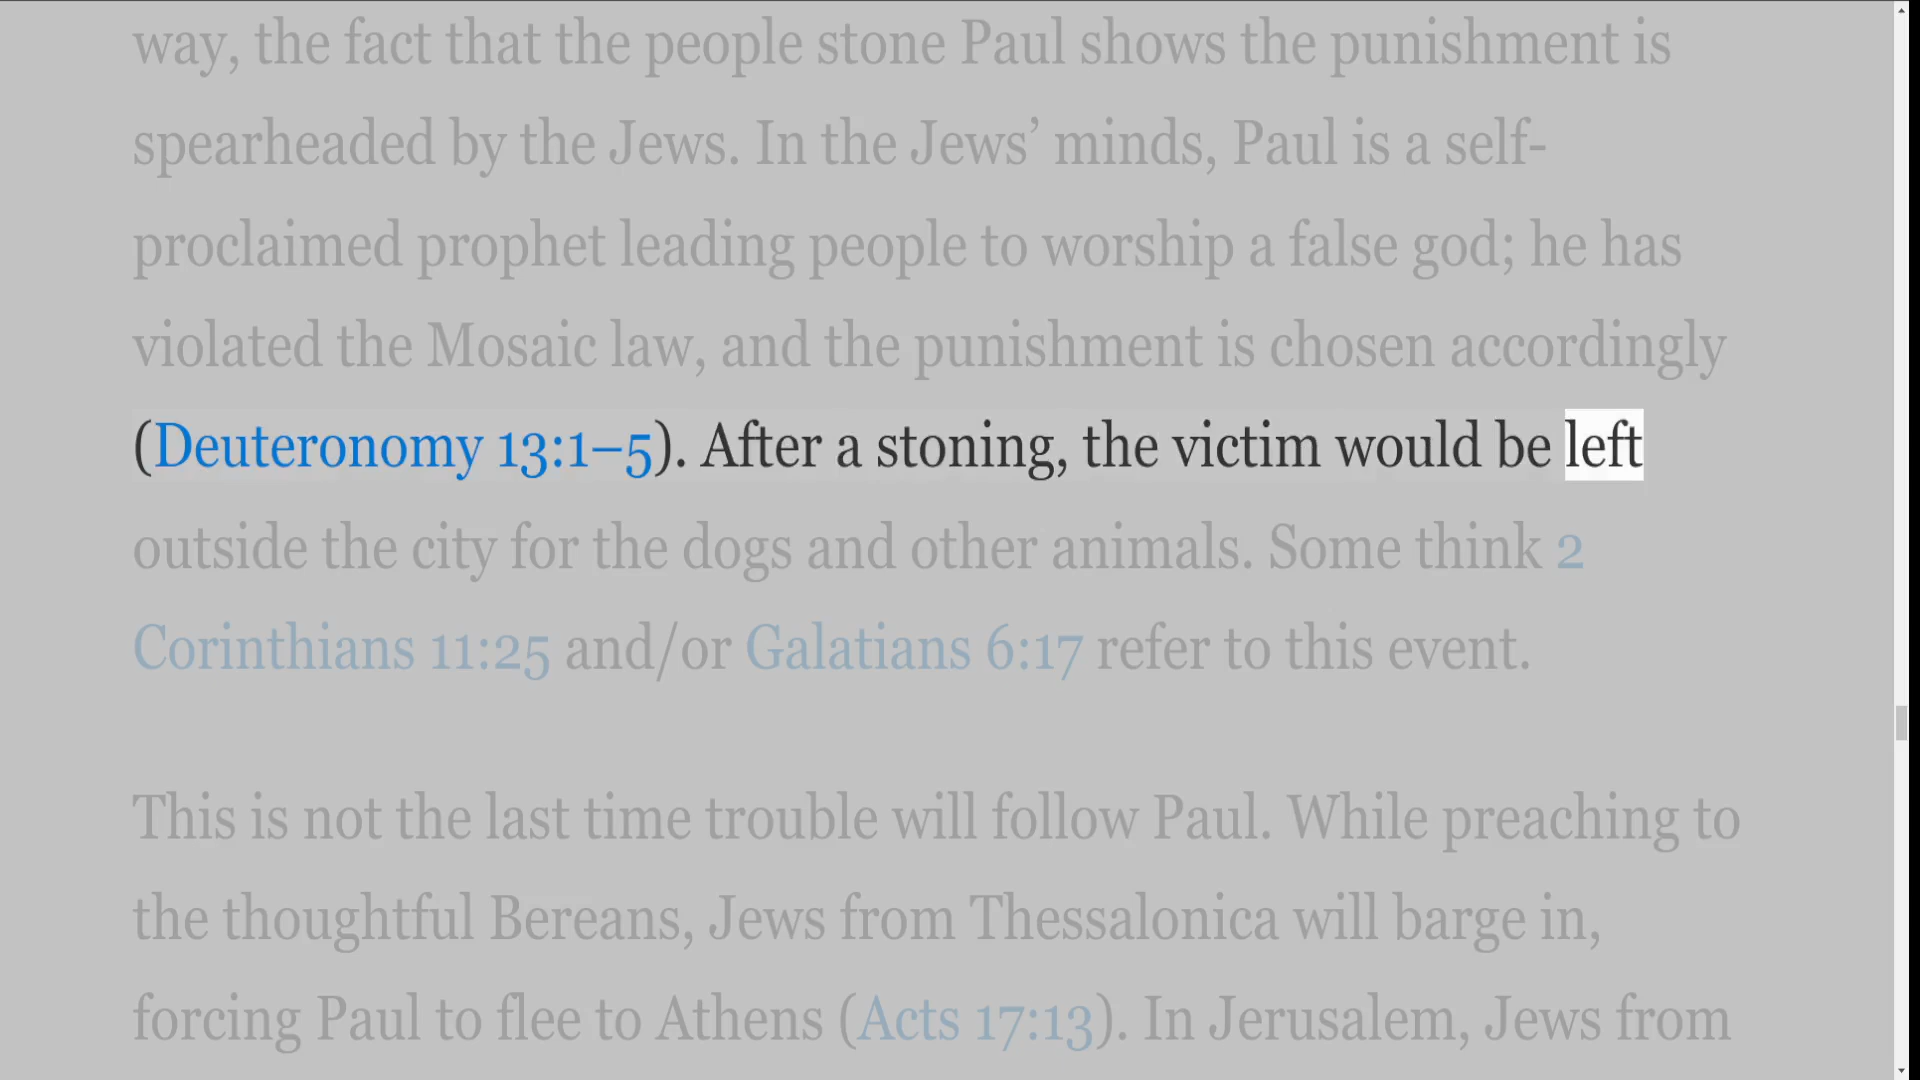 way, the fact that the people stone Paul shows the punishment is
spearheaded by the Jews. In the Jews’ minds, Paul is a self-
proclaimed prophet leading people to worship a false god; he has
violated the Mosaic law, and the punishment is chosen accordingly
(Deuteronomy 13:1–5). After a stoning, the victim would be left
outside the city for the dogs and other animals. Some think 2
Corinthians 11:25 and/or Galatians 6:17 refer to this event.
This is not the last time trouble will follow Paul. While preaching to
the thoughtful Bereans, Jews from Thessalonica will barge in,
forcing Paul to flee to Athens (Acts 17:13). In Jerusalem, Jews from